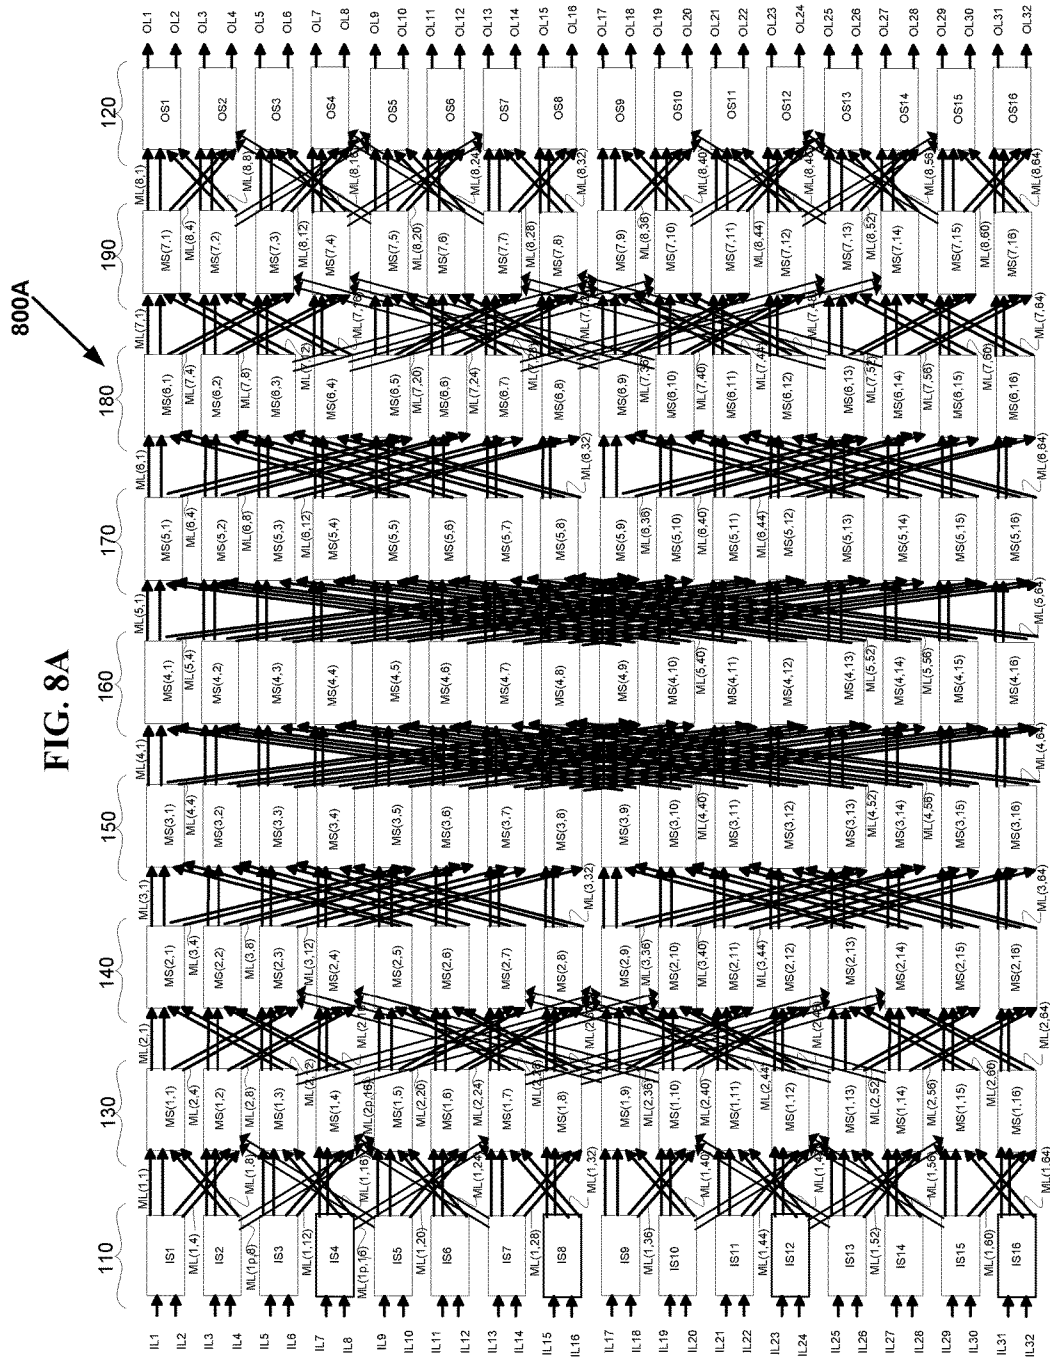 FIG. 8A
800A
110
130
140
150
160
170
180
190
120
IL1
IL2
IL3
IL4
IL5
IL6
IL7
IL8
IL9
IL10
IL11
IL12
IL13
IL14
IL15
IL16
IL17
IL18
IL19
IL20
IL21
IL22
IL23
IL24
IL25
IL26
IL27
IL28
IL29
IL30
IL31
IL32
IS1
ML(1,4)
IS2
ML(1p,8)
IS3
ML(1,12)
IS4
ML(1p,16)
IS5
ML(1,20)
IS6
IS7
ML(1,28)
IS8
IS9
ML(1,36)
IS10
IS11
ML(1,44)
IS12
IS13
ML(1,52)
IS14
IS15
ML(1,60)
IS16
ML(1,1)
ML(1,8)
ML(1,16)
ML(1,24)
ML(1,32)
ML(1,40)
ML(1,56)
ML(1,64)
MS(1,1)
ML(2,4)
MS(1,2)
ML(2,8)
MS(1,3)
MS(1,4)
ML(2p,16)
MS(1,5)
ML(2,20)
MS(1,6)
ML(2,24)
MS(1,7)
MS(1,8)
MS(1,9)
ML(2,36)
MS(1,10)
ML(2,40)
MS(1,11)
ML(2,44)
MS(1,12)
MS(1,13)
ML(2,52)
MS(1,14)
ML(2,56)
MS(1,15)
ML(2,60)
MS(1,16)
ML(2,1)
ML(2,64)
MS(2,1)
ML(3,4)
MS(2,2)
ML(3,8)
MS(2,3)
ML(3,12)
MS(2,4)
MS(2,5)
MS(2,6)
MS(2,7)
MS(2,8)
MS(2,9)
ML(3,36)
MS(2,10)
ML(3,40)
MS(2,11)
ML(3,44)
MS(2,12)
MS(2,13)
MS(2,14)
MS(2,15)
MS(2,16)
ML(3,1)
ML(3,32)
ML(3,64)
MS(3,1)
ML(4,4)
MS(3,2)
MS(3,3)
MS(3,4)
MS(3,5)
MS(3,6)
MS(3,7)
MS(3,8)
MS(3,9)
MS(3,10)
ML(4,40)
MS(3,11)
MS(3,12)
MS(3,13)
ML(4,52)
MS(3,14)
ML(4,56)
MS(3,15)
MS(3,16)
ML(4,1)
ML(4,64)
MS(4,1)
ML(5,4)
MS(4,2)
MS(4,3)
MS(4,4)
MS(4,5)
MS(4,6)
MS(4,7)
MS(4,8)
MS(4,9)
MS(4,10)
ML(5,40)
MS(4,11)
MS(4,12)
MS(4,13)
ML(5,52)
MS(4,14)
ML(5,56)
MS(4,15)
MS(4,16)
ML(5,1)
ML(5,64)
MS(5,1)
ML(6,4)
MS(5,2)
ML(6,8)
MS(5,3)
ML(6,12)
MS(5,4)
MS(5,5)
MS(5,6)
MS(5,7)
MS(5,8)
MS(5,9)
ML(6,36)
MS(5,10)
ML(6,40)
MS(5,11)
ML(6,44)
MS(5,12)
MS(5,13)
MS(5,14)
MS(5,15)
MS(5,16)
ML(6,1)
ML(6,32)
ML(6,64)
MS(6,1)
ML(7,4)
MS(6,2)
ML(7,8)
MS(6,3)
ML(7,12)
MS(6,4)
MS(6,5)
ML(7,20)
MS(6,6)
ML(7,24)
MS(6,7)
MS(6,8)
MS(6,9)
ML(7,36)
MS(6,10)
ML(7,40)
MS(6,11)
ML(7,44)
MS(6,12)
MS(6,13)
ML(7,52)
MS(6,14)
ML(7,56)
MS(6,15)
ML(7,60)
MS(6,16)
ML(7,1)
ML(7,64)
MS(7,1)
ML(8,4)
MS(7,2)
MS(7,3)
ML(8,12)
MS(7,4)
MS(7,5)
ML(8,20)
MS(7,6)
MS(7,7)
ML(8,28)
MS(7,8)
MS(7,9)
ML(8,36)
MS(7,10)
MS(7,11)
ML(8,44)
MS(7,12)
MS(7,13)
ML(8,52)
MS(7,14)
MS(7,15)
ML(8,60)
MS(7,16)
ML(8,1)
ML(8,8)
ML(8,16)
ML(8,24)
ML(8,32)
ML(8,40)
ML(8,56)
ML(8,64)
OS1
OS2
OS3
OS4
OS5
OS6
OS7
OS8
OS9
OS10
OS11
OS12
OS13
OS14
OS15
OS16
OL1
OL2
OL3
OL4
OL5
OL6
OL7
OL8
OL9
OL10
OL11
OL12
OL13
OL14
OL15
OL16
OL17
OL18
OL19
OL20
OL21
OL22
OL23
OL24
OL25
OL26
OL27
OL28
OL29
OL30
OL31
OL32